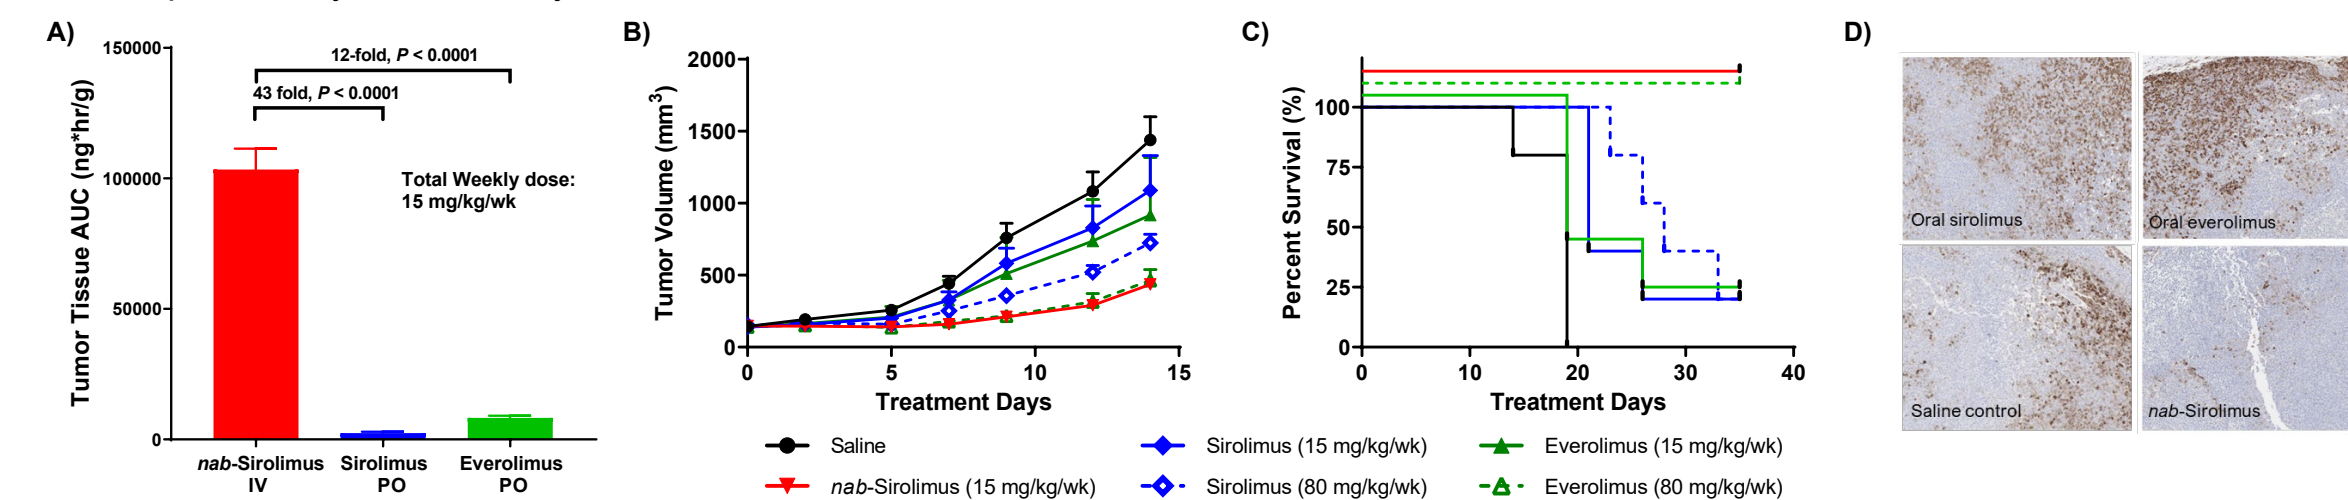 A)
150000
100000
50000
0
Tumor Tissue AUC (ng*hr/g)
12-fold, P < 0.0001
43 fold, P < 0.0001
Total Weekly dose:
15 mg/kg/wk
nab-Sirolimus
IV
Sirolimus
PO
Everolimus
PO
B)
2000
1500
1000
500
0
Tumor Volume (mm3)
0 5 10 15
Treatment Days
C)
100
75
50
25
0
Percent Survival (%)
0 10 20 30 40
Treatment Days
Saline
Sirolimus (15 mg/kg/wk)
Everolimus (15 mg/kg/wk)
nab-Sirolimus (15 mg/kg/wk)
Sirolimus (80 mg/kg/wk)
Everolimus (80 mg/kg/wk)
D)
Oral sirolimus
Oral everolimus
Saline control
nab-Sirolimus